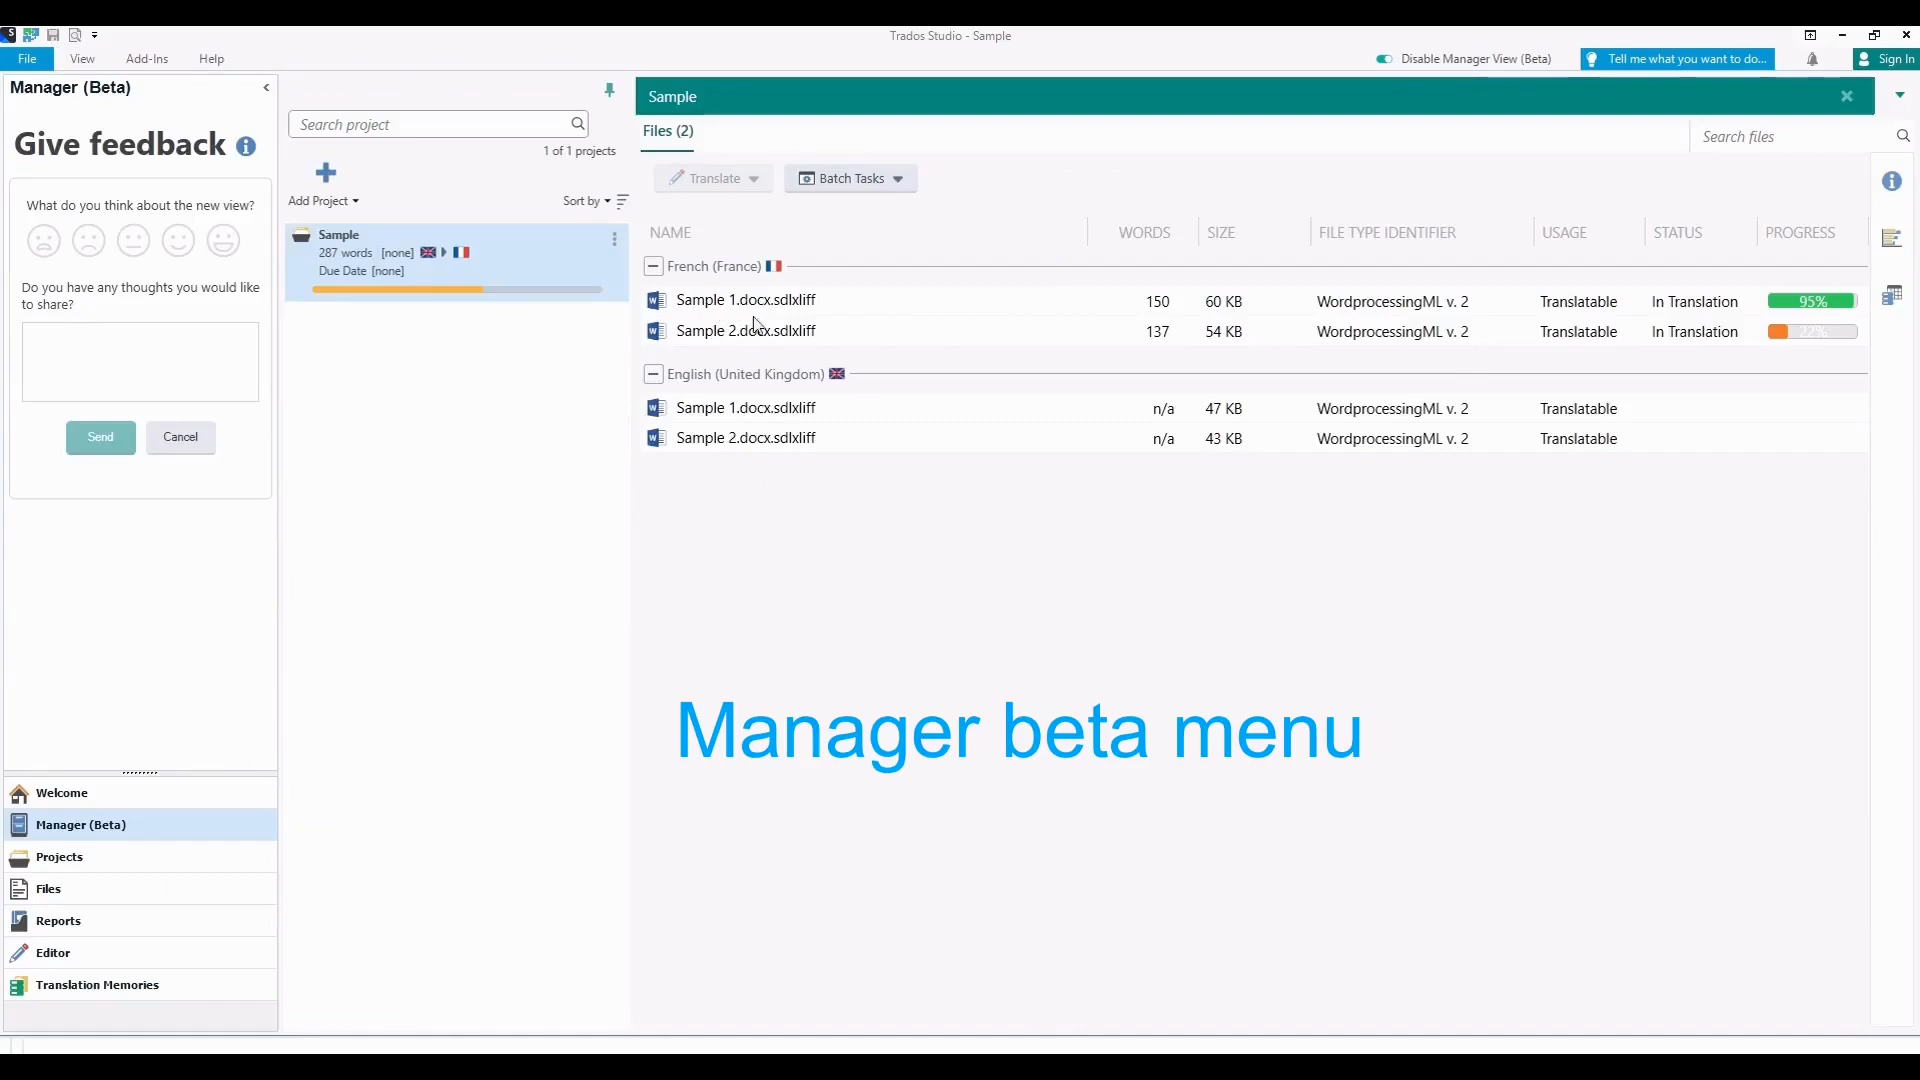 Trados Studio - Sample
File View Add-Ins Help
Disable Manager View (Beta)
Tell me what you want to do...
Sign In
Manager (Beta)
Give feedback
What do you think about the new view?
Do you have any thoughts you would like
to share?
Send
Cancel
Welcome
Manager (Beta)
Projects
Files
Reports
Editor
Translation Memories
Search project
1 of 1 projects
Add Project
Sort by
Sample
287 words [none]
Due Date [none]
Sample
Files (2)
Search files
Translate
Batch Tasks
NAME WORDS SIZE FILE TYPE IDENTIFIER USAGE STATUS PROGRESS
French (France)
Sample 1.docx.sdlxliff 150 60 KB WordprocessingML v. 2 Translatable In Translation 95%
Sample 2.docx.sdlxliff 137 54 KB WordprocessingML v. 2 Translatable In Translation 22%
English (United Kingdom)
Sample 1.docx.sdlxliff n/a 47 KB WordprocessingML v. 2 Translatable
Sample 2.docx.sdlxliff n/a 43 KB WordprocessingML v. 2 Translatable
Manager beta menu